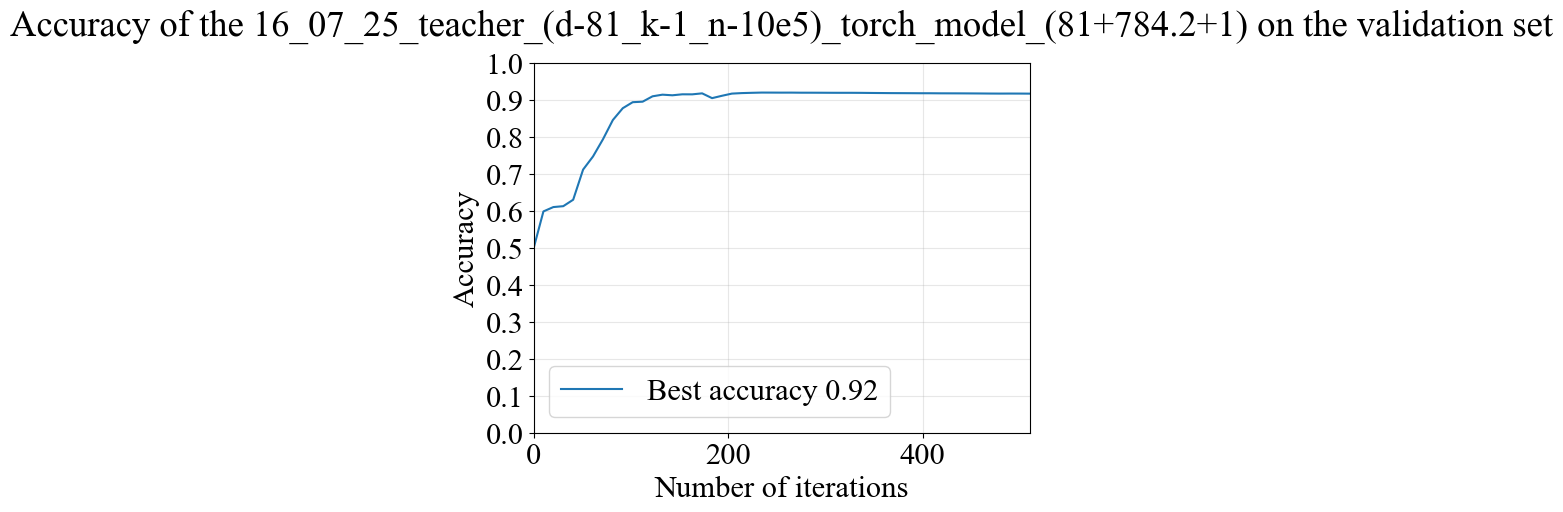 Accuracy of the 16_07_25_teacher_(d-81_k-1_n-10e5)_torch_model_(81+784.2+1) on the validation set
1.0
0.9
0.8
0.7
0.6
0.5
0.4
0.3
0.2
0.1
0.0
Accuracy
Best accuracy 0.92
0 200 400
Number of iterations